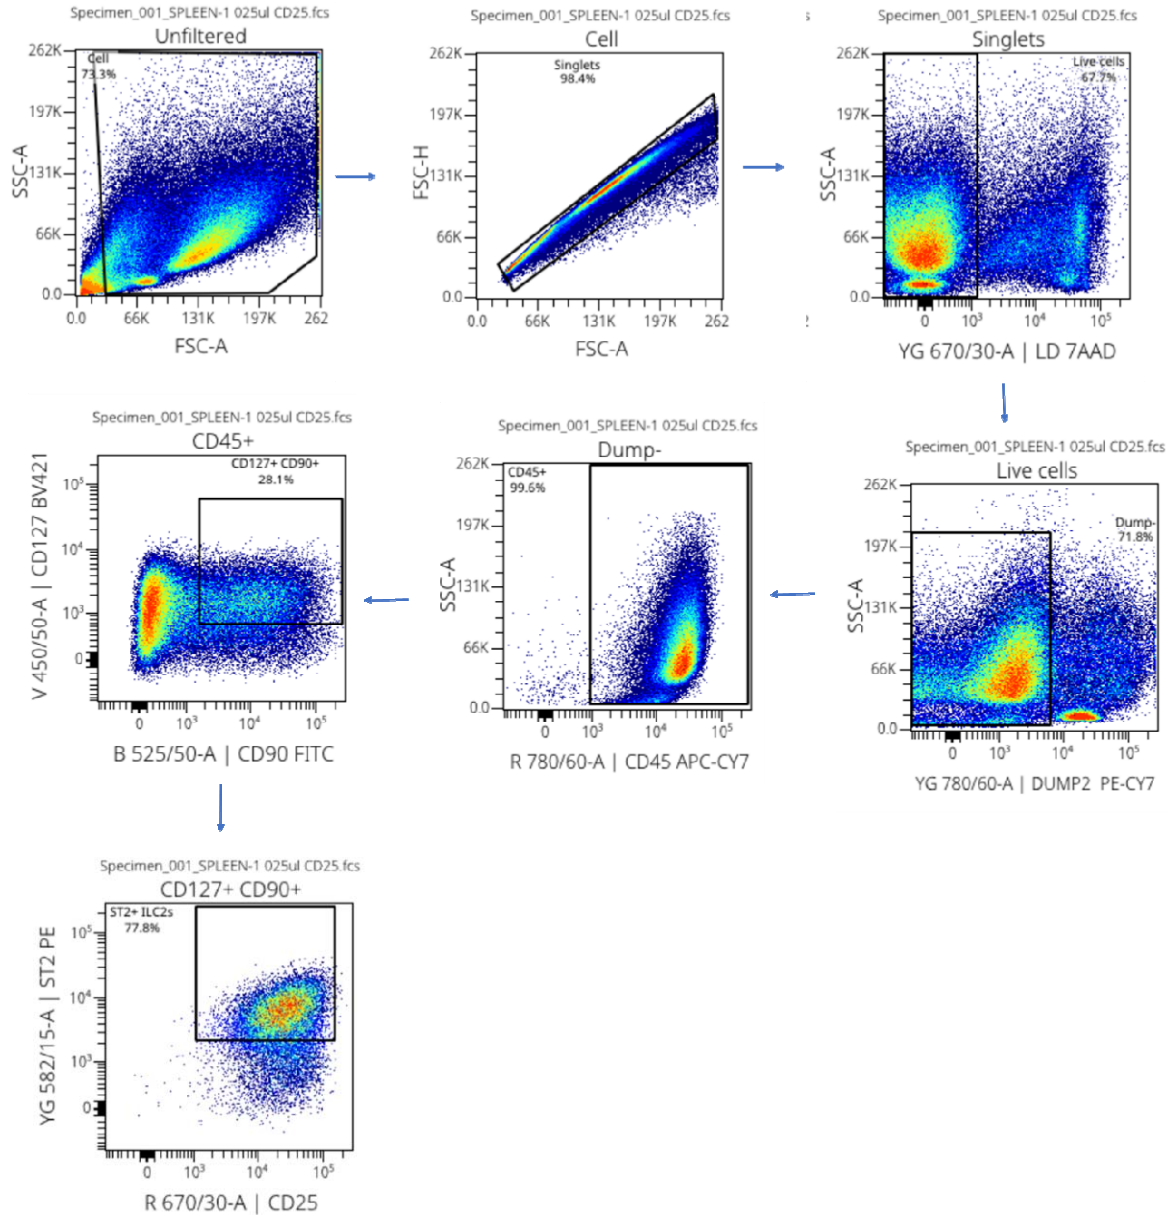 Specimen_001_SPLEEN-1 025ul CD25.fcs
Unfiltered
Cell
73.3%
262K
197K
131K
66K
0.0
SSC-A
0.0 66K 131K 197K 262
FSC-A
Specimen_001_SPLEEN-1 025ul CD25.fcs
Cell
Singlets
98.4%
262K
197K
131K
66K
0.0
FSC-H
0.0 66K 131K 197K 262
FSC-A
Specimen_001_SPLEEN-1 025ul CD25.fcs
Singlets
Live cells
67.7%
262K
197K
131K
66K
0.0
SSC-A
0 10³ 10⁴ 10⁵
YG 670/30-A | LD 7AAD
Specimen_001_SPLEEN-1 025ul CD25.fcs
CD45+
CD127+ CD90+
28.1%
10⁵
10⁴
10³
0
V 450/50-A | CD127 BV421
0 10³ 10⁴ 10⁵
B 525/50-A | CD90 FITC
Specimen_001_SPLEEN-1 025ul CD25.fcs
Dump-
CD45+
99.6%
262K
197K
131K
66K
0.0
SSC-A
0 10³ 10⁴ 10⁵
R 780/60-A | CD45 APC-CY7
Specimen_001_SPLEEN-1 025ul CD25.fcs
Live cells
Dump-
71.8%
262K
197K
131K
66K
0.0
SSC-A
0 10³ 10⁴ 10⁵
YG 780/60-A | DUMP2 PE-CY7
Specimen_001_SPLEEN-1 025ul CD25.fcs
CD127+ CD90+
ST2+ ILC2s
77.8%
10⁵
10⁴
10³
0
YG 582/15-A | ST2 PE
0 10³ 10⁴ 10⁵
R 670/30-A | CD25